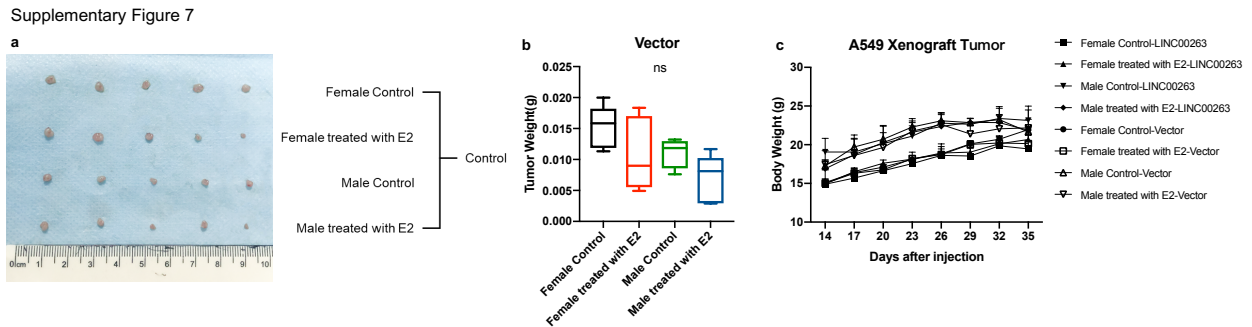 Supplementary Figure 7
a
Female Control
Female treated with E2
Male Control
Male treated with E2
Control
0 cm 1 2 3 4 5 6 7 8 9 10
b
Vector
ns
Tumor Weight(g)
0.025
0.020
0.015
0.010
0.005
0.000
Female Control
Female treated with E2
Male Control
Male treated with E2
c
A549 Xenograft Tumor
Body Weight (g)
30
25
20
15
10
14 17 20 23 26 29 32 35
Days after injection
Female Control-LINC00263
Female treated with E2-LINC00263
Male Control-LINC00263
Male treated with E2-LINC00263
Female Control-Vector
Female treated with E2-Vector
Male Control-Vector
Male treated with E2-Vector